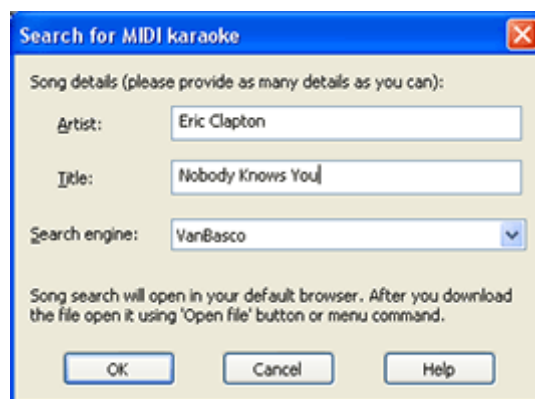 Search for MIDI karaoke
Song details (please provide as many details as you can):
Artist:
Eric Clapton
Title:
Nobody Knows You
Search engine:
VanBasco
Song search will open in your default browser. After you download
the file open it using 'Open file' button or menu command.
OK
Cancel
Help